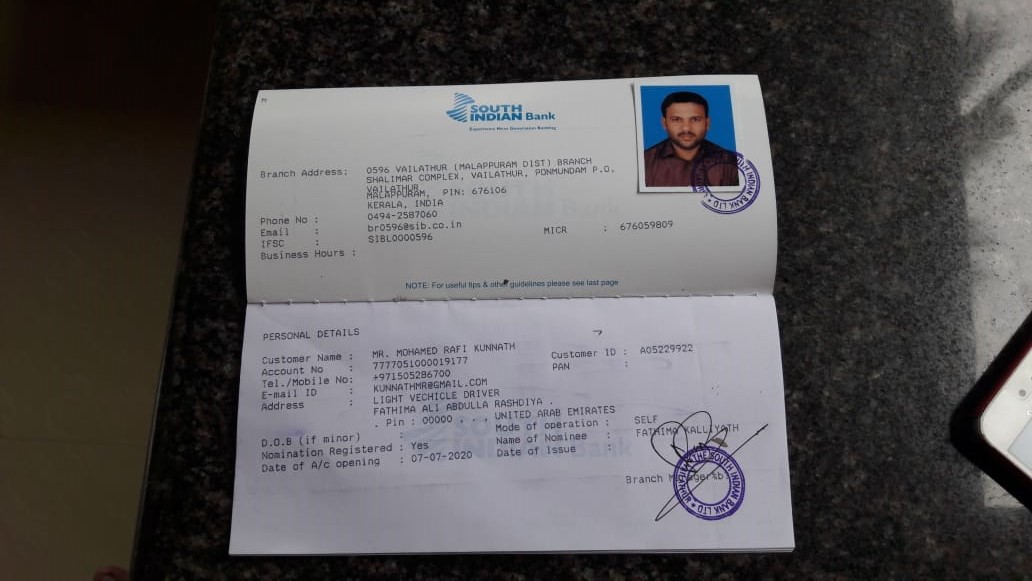 SOUTH
INDIAN Bank
Experience Next Generation Banking
Branch Address: 0596 VAILATHUR (MALAPPURAM DIST) BRANCH
SHALIMAR COMPLEX, VAILATHUR, PONMUNDAM P.O.
VAILATHUR
MALAPPURAM, PIN: 676106
KERALA, INDIA
Phone No : 0494-2587060
Email : br0596@sib.co.in MICR : 676059809
IFSC : SIBL0000596
Business Hours :
INDIAN BANK LTD
NOTE: For useful tips & other guidelines please see last page
PERSONAL DETAILS
Customer Name : MR. MOHAMED RAFI KUNNATH Customer ID : A05229922
Account No : 7777051000019177 PAN :
Tel./Mobile No: +971505286700
E-mail ID : KUNNATHMR@GMAIL.COM
Address : LIGHT VECHICLE DRIVER
FATHIMA ALI ABDULLA RASHDIYA .
. Pin : 00000 . . . UNITED ARAB EMIRATES
D.O.B (if minor) : Mode of operation : SELF
Nomination Registered : Yes Name of Nominee : FATHIMA KALLIYATH
Date of A/c opening : 07-07-2020 Date of Issue
Branch Manager
THE SOUTH INDIAN BANK LTD